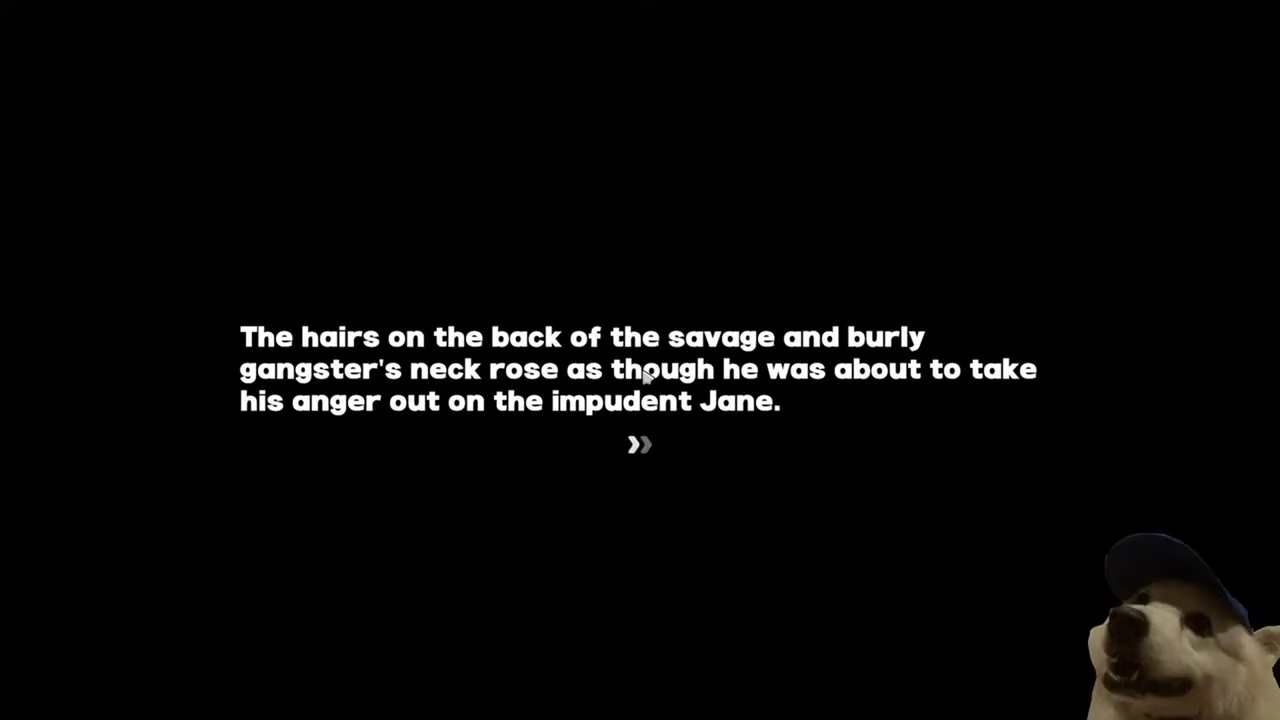 The hairs on the back of the savage and burly
gangster's neck rose as though he was about to take
his anger out on the impudent Jane.